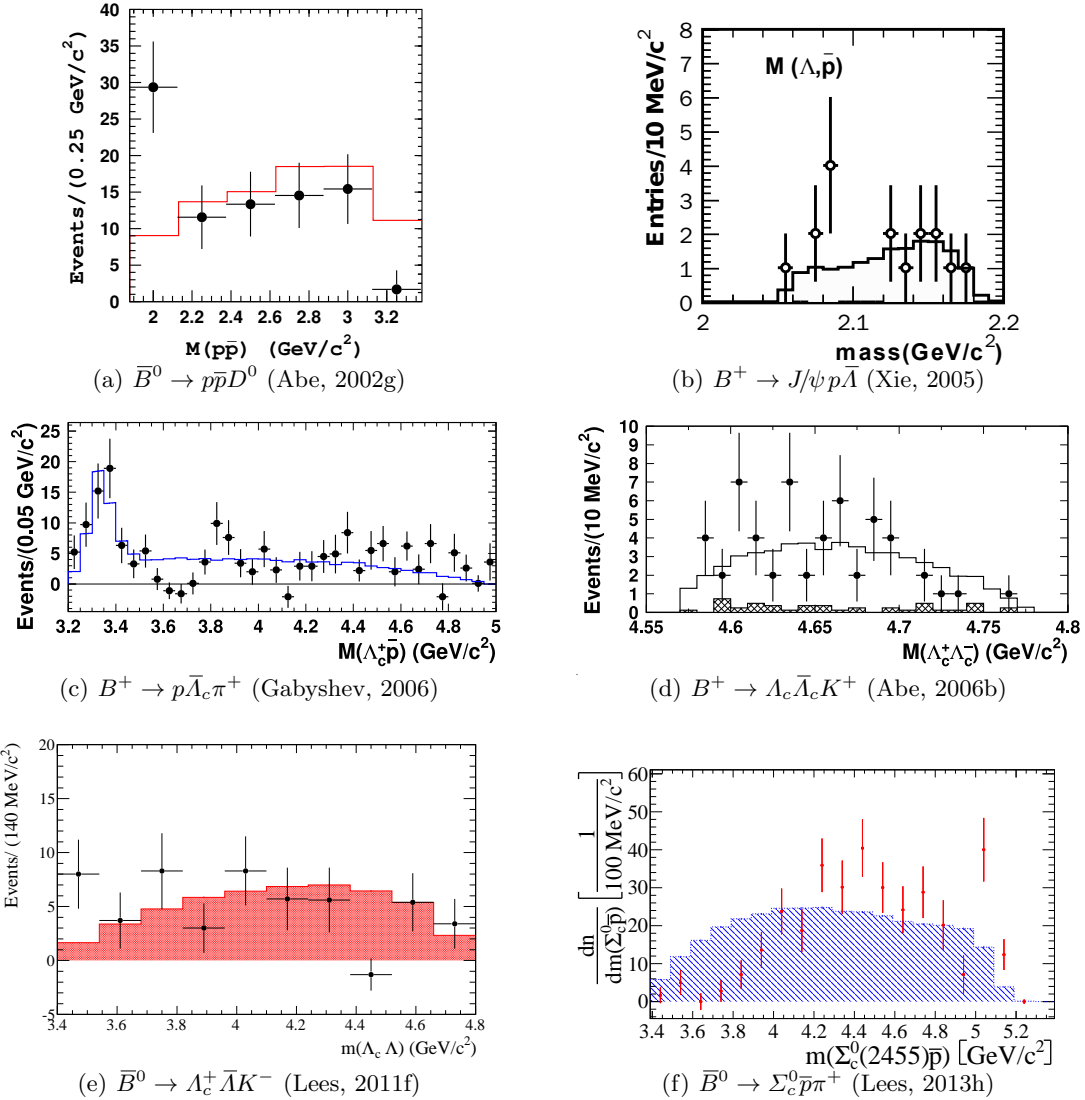 Events/(0.25 GeV/c²)
40
35
30
25
20
15
10
5
0
2 2.2 2.4 2.6 2.8 3 3.2
M(pp̄) (GeV/c²)
(a) B̄⁰ → pp̄D⁰ (Abe, 2002g)
Entries/10 MeV/c²
M (Λ,p̄)
8
7
6
5
4
3
2
1
0
2 2.1 2.2
mass(GeV/c²)
(b) B⁺ → J/ψ pΛ̄ (Xie, 2005)
Events/(0.05 GeV/c²)
25
20
15
10
5
0
3.2 3.4 3.6 3.8 4 4.2 4.4 4.6 4.8 5
M(Λc⁺p̄) (GeV/c²)
(c) B⁺ → pΛ̄cπ⁺ (Gabyshev, 2006)
Events/(10 MeV/c²)
10
9
8
7
6
5
4
3
2
1
0
4.55 4.6 4.65 4.7 4.75 4.8
M(Λc⁺Λc⁻) (GeV/c²)
(d) B⁺ → ΛcΛ̄cK⁺ (Abe, 2006b)
Events/ (140 MeV/c²)
20
15
10
5
0
-5
3.4 3.6 3.8 4 4.2 4.4 4.6 4.8
m(Λc Λ) (GeV/c²)
(e) B̄⁰ → Λc⁺Λ̄K⁻ (Lees, 2011f)
dn/dm(Σc⁰p̄) [1/100 MeV/c²]
60
50
40
30
20
10
0
3.4 3.6 3.8 4 4.2 4.4 4.6 4.8 5 5.2
m(Σc⁰(2455)p̄) [GeV/c²]
(f) B̄⁰ → Σc⁰p̄π⁺ (Lees, 2013h)